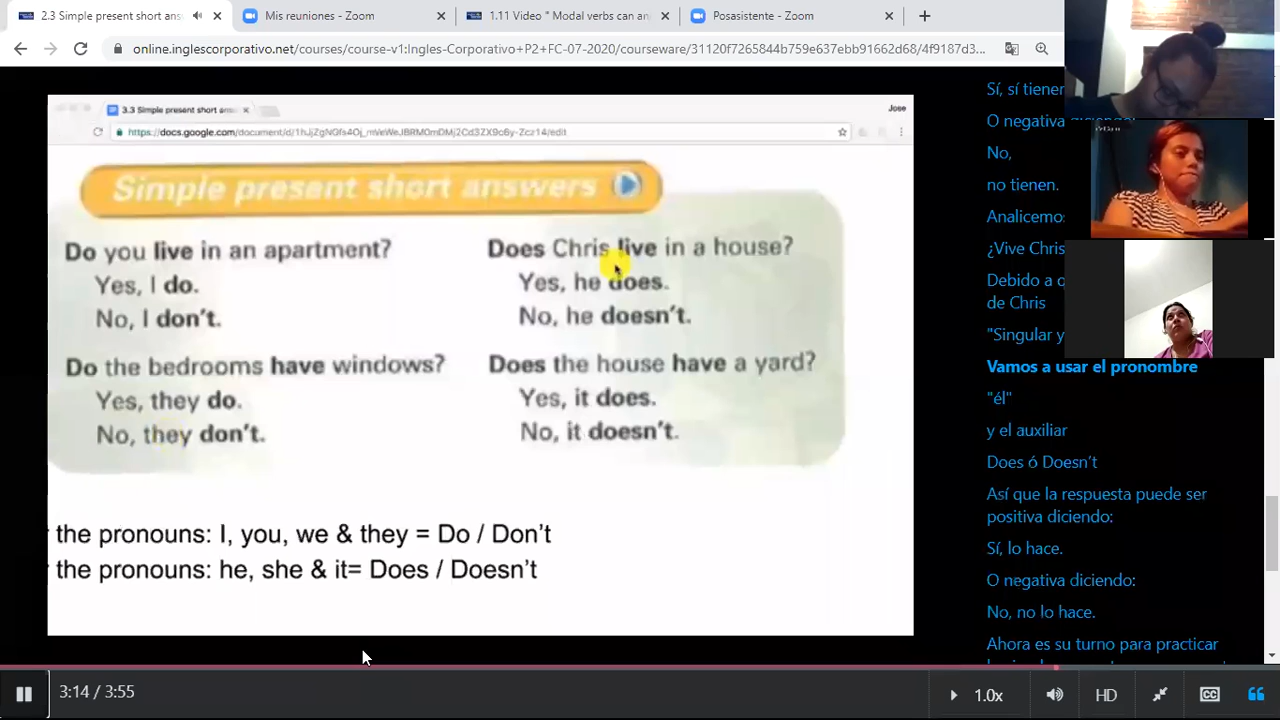 2.3 Simple present short ans
Mis reuniones - Zoom
1.11 Video " Modal verbs can an
Posasistente - Zoom
online.inglescorporativo.net/courses/course-v1:Ingles-Corporativo+P2+FC-07-2020/courseware/31120f7265844b759e637ebb91662d68/4f9187d3...
3.3 Simple present short ans
Jose
Simple present short answers
Do you live in an apartment?
Yes, I do.
No, I don't.
Do the bedrooms have windows?
Yes, they do.
No, they don't.
Does Chris live in a house?
Yes, he does.
No, he doesn't.
Does the house have a yard?
Yes, it does.
No, it doesn't.
the pronouns: I, you, we & they = Do / Don't
the pronouns: he, she & it= Does / Doesn't
Sí, sí tienen
O negativa diciendo:
No,
no tienen.
Analicemos
¿Vive Chris
Debido a q
de Chris
"Singular y
Vamos a usar el pronombre
"él"
y el auxiliar
Does ó Doesn't
Así que la respuesta puede ser
positiva diciendo:
Sí, lo hace.
O negativa diciendo:
No, no lo hace.
Ahora es su turno para practicar
3:14 / 3:55
1.0x
HD
CC